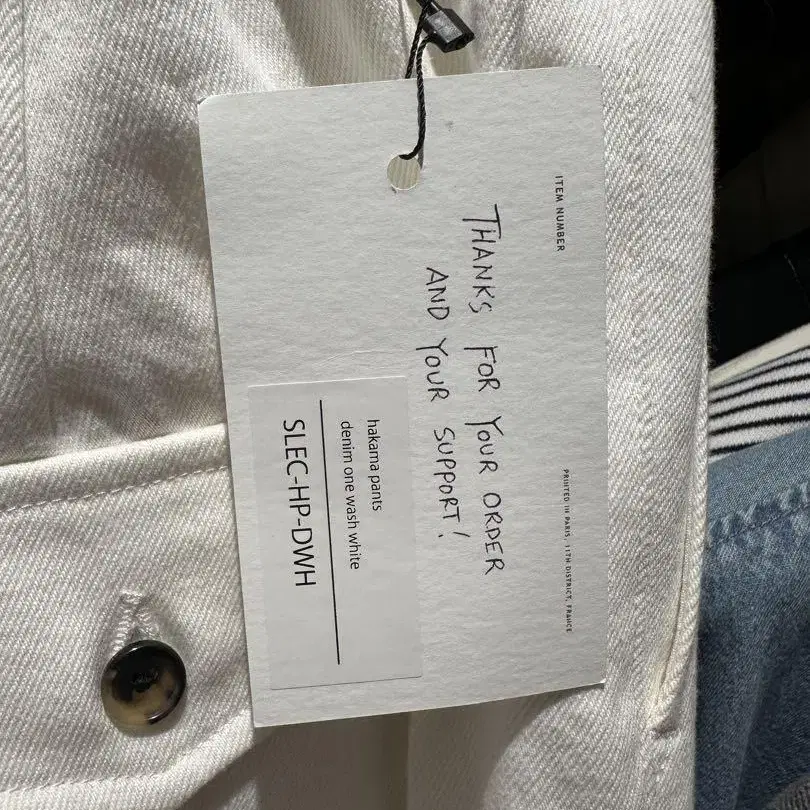 ITEM NUMBER
PRINTED IN PARIS, 11TH DISTRICT, FRANCE
THANKS FOR YOUR ORDER
AND YOUR SUPPORT!
hakama pants
denim one wash white
SLEC-HP-DWH